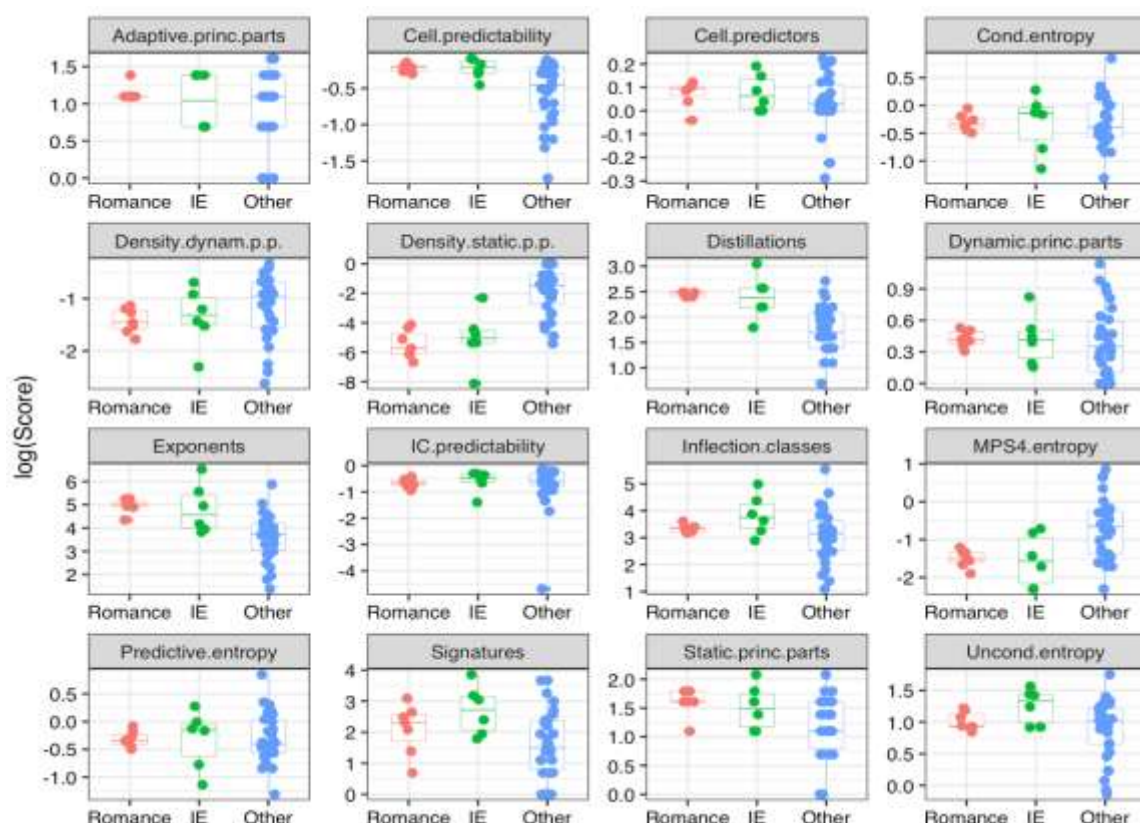 Adaptive.princ.parts Cell.predictability Cell.predictors Cond.entropy
1.5 1.0 0.5 0.0
-0.5 -1.0 -1.5
0.2 0.1 0.0 -0.1 -0.2 -0.3
0.5 0.0 -0.5 -1.0
Romance IE Other Romance IE Other Romance IE Other Romance IE Other
Density.dynam.p.p. Density.static.p.p. Distillations Dynamic.princ.parts
-1 -2
0 -2 -4 -6 -8
3.0 2.5 2.0 1.5 1.0
0.9 0.6 0.3 0.0
Romance IE Other Romance IE Other Romance IE Other Romance IE Other
log(Score)
Exponents IC.predictability Inflection.classes MPS4.entropy
6 5 4 3 2
0 -1 -2 -3 -4
5 4 3 2 1
1 0 -1 -2
Romance IE Other Romance IE Other Romance IE Other Romance IE Other
Predictive.entropy Signatures Static.princ.parts Uncond.entropy
0.5 0.0 -0.5 -1.0
4 3 2 1 0
2.0 1.5 1.0 0.5 0.0
1.5 1.0 0.5 0.0
Romance IE Other Romance IE Other Romance IE Other Romance IE Other